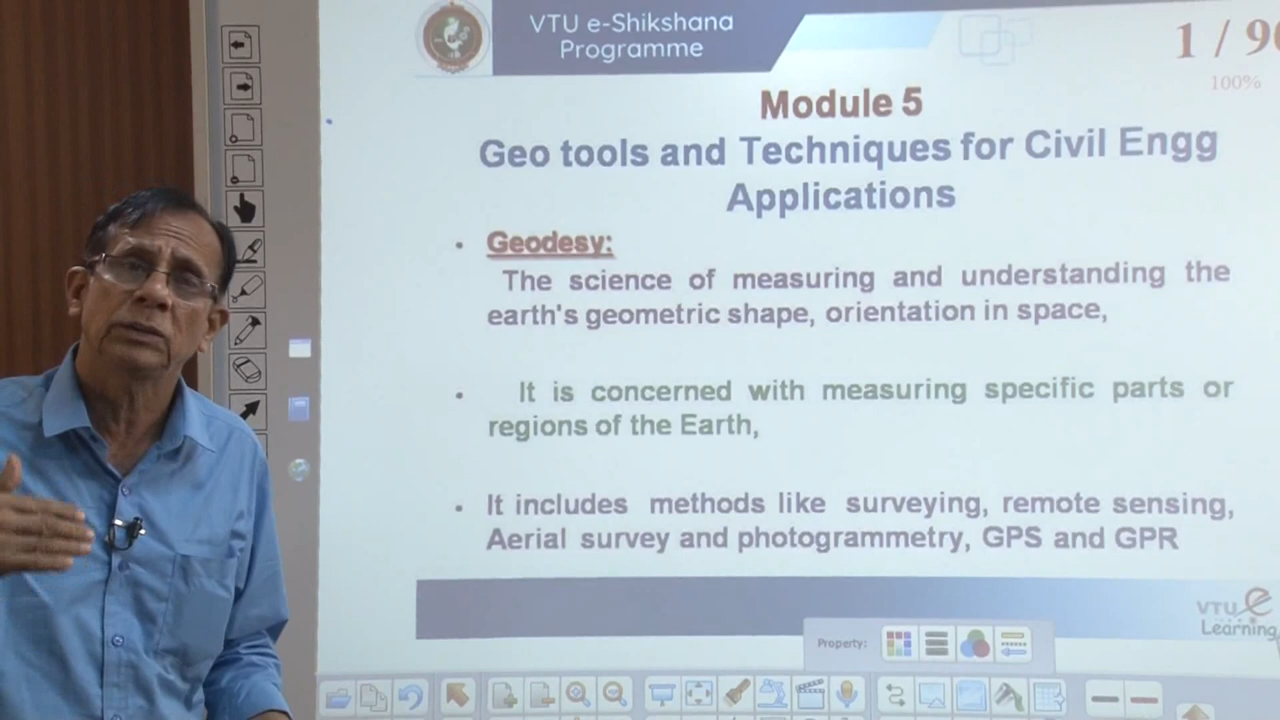 VTU e-Shikshana
Programme
1 / 90
100%
Module 5
Geo tools and Techniques for Civil Engg
Applications
• Geodesy:
The science of measuring and understanding the
earth's geometric shape, orientation in space,
• It is concerned with measuring specific parts or
regions of the Earth,
• It includes methods like surveying, remote sensing,
Aerial survey and photogrammetry, GPS and GPR
VTU e
Learning
Property: